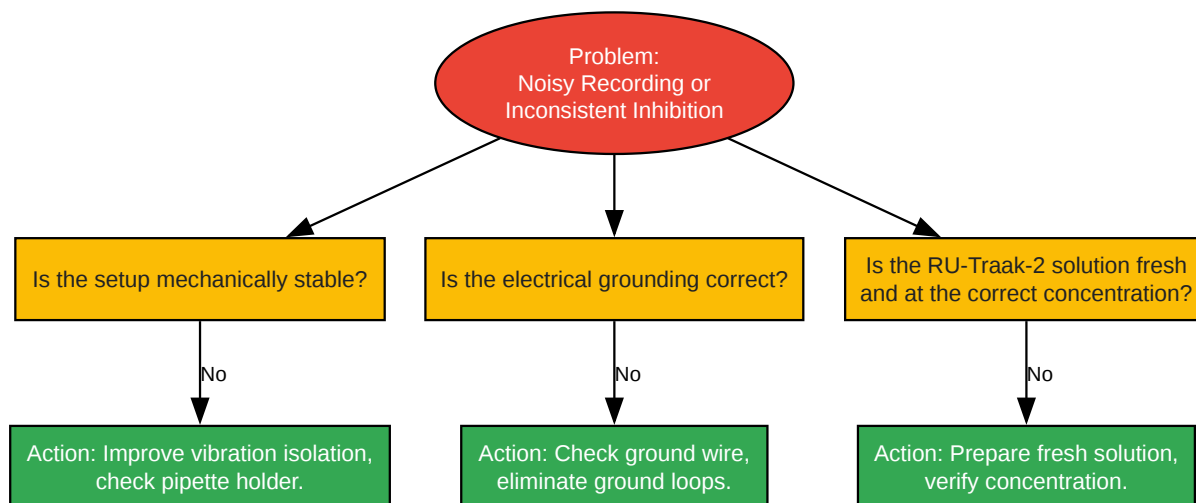 Problem:
Noisy Recording or
Inconsistent Inhibition
Is the setup mechanically stable?
Is the electrical grounding correct?
Is the RU-Traak-2 solution fresh
and at the correct concentration?
No
No
No
Action: Improve vibration isolation,
check pipette holder.
Action: Check ground wire,
eliminate ground loops.
Action: Prepare fresh solution,
verify concentration.